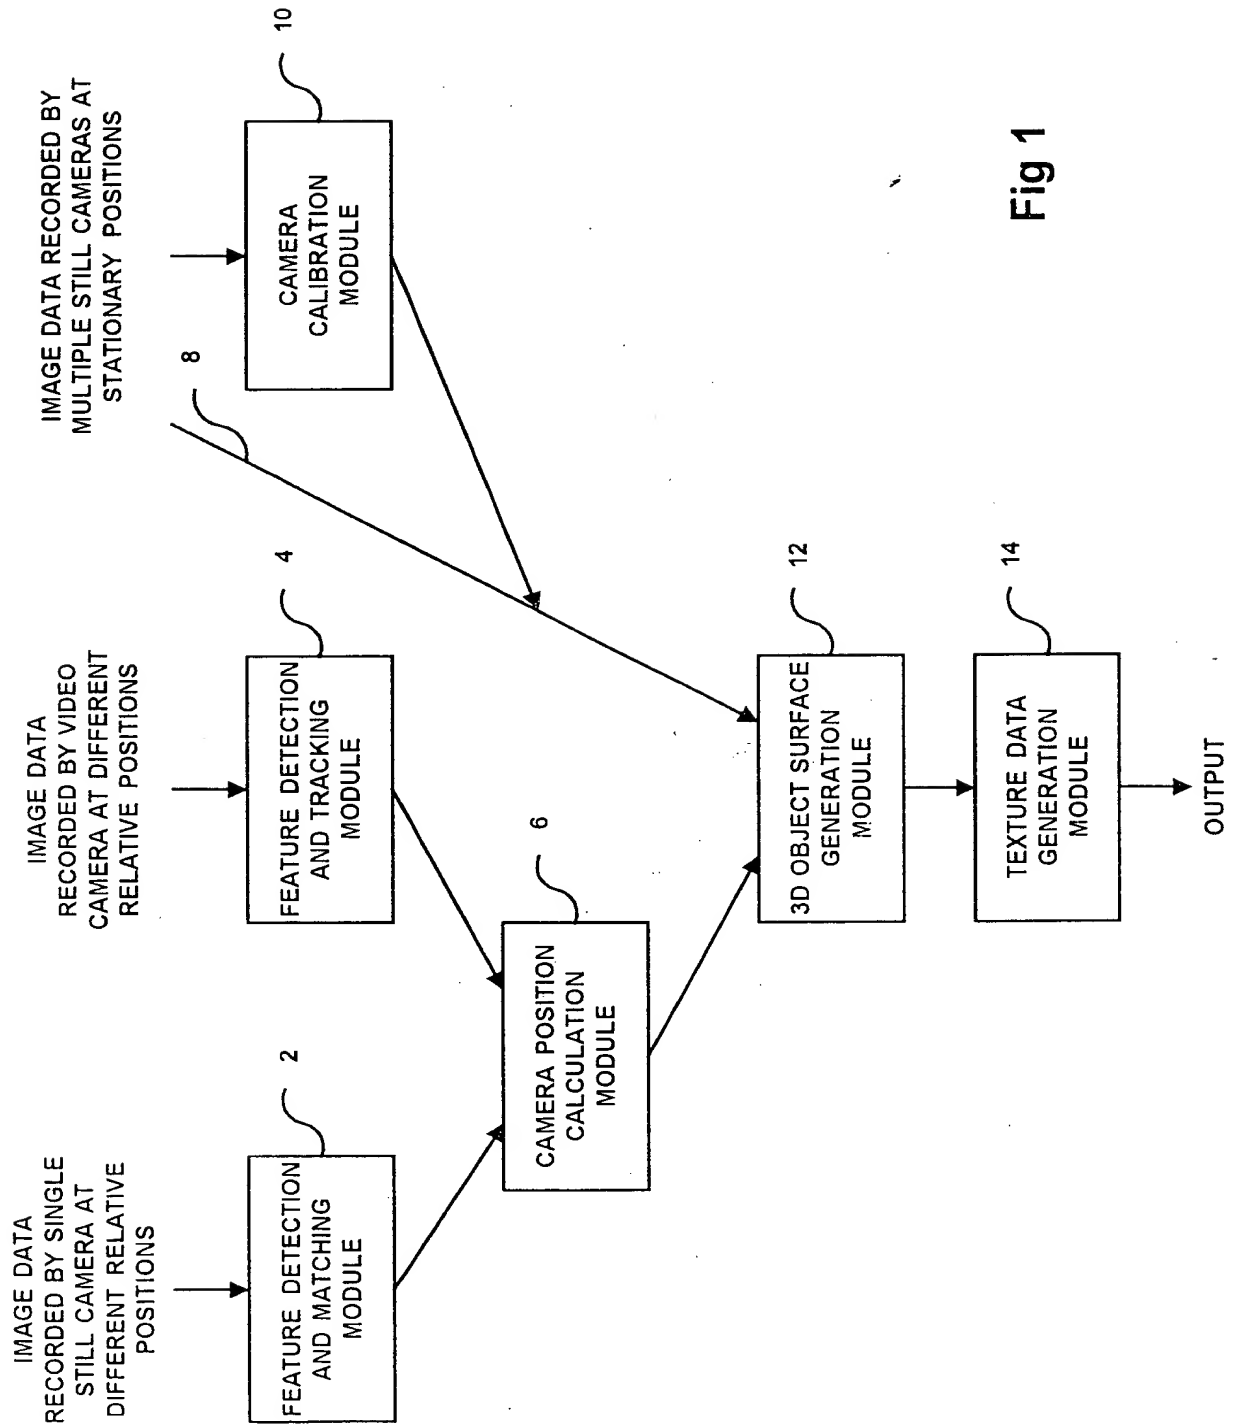 IMAGE DATA
RECORDED BY SINGLE
STILL CAMERA AT
DIFFERENT RELATIVE
POSITIONS
IMAGE DATA
RECORDED BY VIDEO
CAMERA AT DIFFERENT
RELATIVE POSITIONS
IMAGE DATA RECORDED BY
MULTIPLE STILL CAMERAS AT
STATIONARY POSITIONS
2
FEATURE DETECTION
AND MATCHING
MODULE
4
FEATURE DETECTION
AND TRACKING
MODULE
8
10
CAMERA
CALIBRATION
MODULE
6
CAMERA POSITION
CALCULATION
MODULE
12
3D OBJECT SURFACE
GENERATION
MODULE
14
TEXTURE DATA
GENERATION
MODULE
OUTPUT
Fig 1